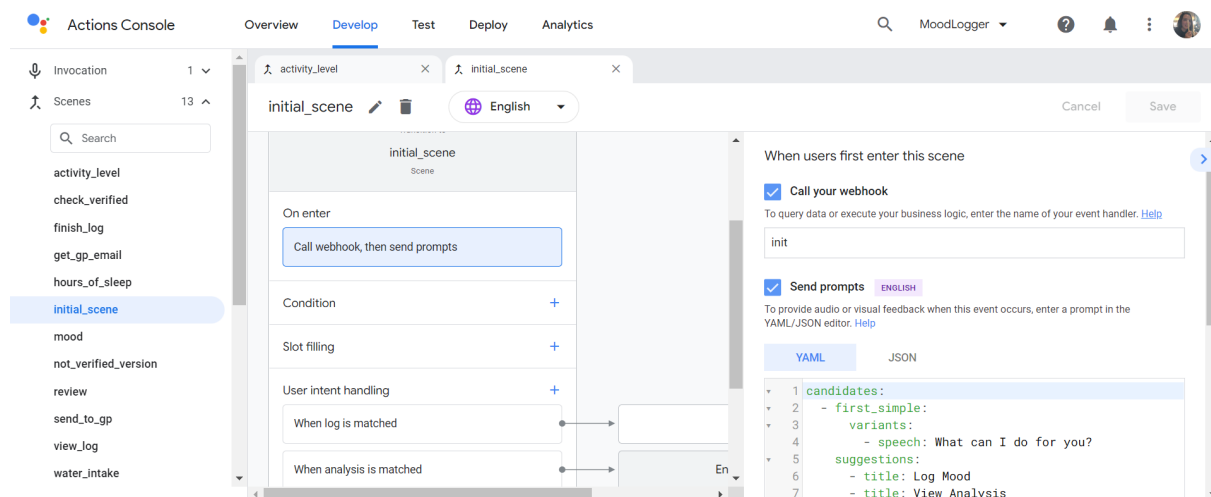 Actions Console
Overview
Develop
Test
Deploy
Analytics
MoodLogger
Invocation
1
Scenes
13
Search
activity_level
check_verified
finish_log
get_gp_email
hours_of_sleep
initial_scene
mood
not_verified_version
review
send_to_gp
view_log
water_intake
activity_level
initial_scene
initial_scene
English
Cancel
Save
initial_scene
Scene
On enter
Call webhook, then send prompts
Condition
Slot filling
User intent handling
When log is matched
When analysis is matched
En
When users first enter this scene
Call your webhook
To query data or execute your business logic, enter the name of your event handler. Help
init
Send prompts ENGLISH
To provide audio or visual feedback when this event occurs, enter a prompt in the
YAML/JSON editor. Help
YAML
JSON
1 candidates:
2 - first_simple:
3 variants:
4 - speech: What can I do for you?
5 suggestions:
6 - title: Log Mood
7 - title: View Analysis